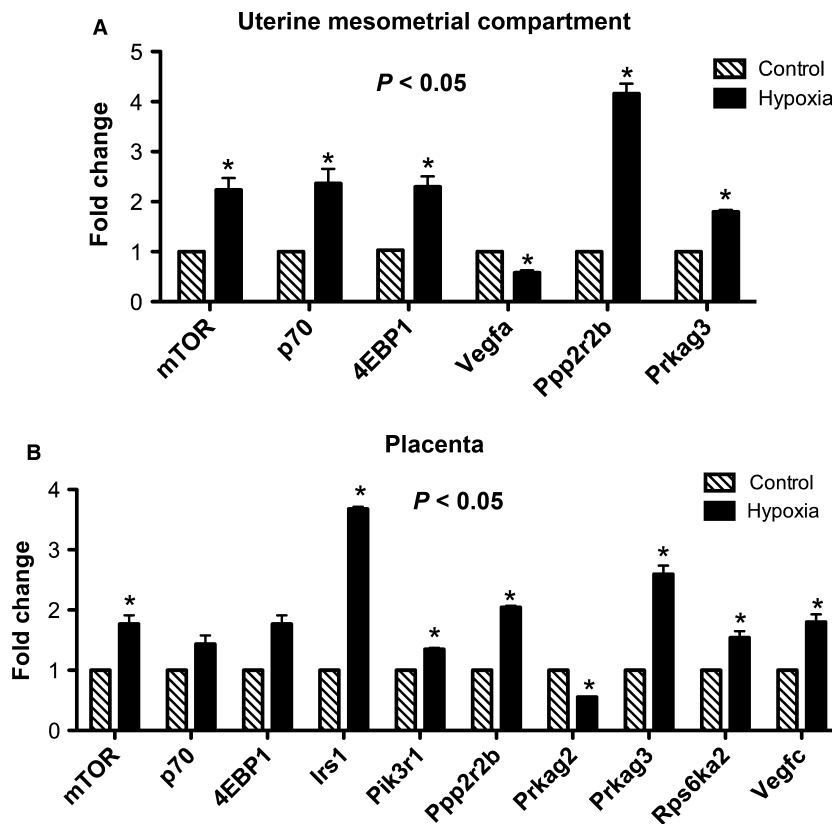 A
Uterine mesometrial compartment
5
4
3
2
1
0
Fold change
P < 0.05
Control
Hypoxia
*
*
*
*
*
*
mTOR
p70
4EBP1
Vegfa
Ppp2r2b
Prkag3
B
Placenta
4
3
2
1
0
Fold change
P < 0.05
Control
Hypoxia
*
*
*
*
*
*
*
*
mTOR
p70
4EBP1
Irs1
Pik3r1
Ppp2r2b
Prkag2
Prkag3
Rps6ka2
Vegfc